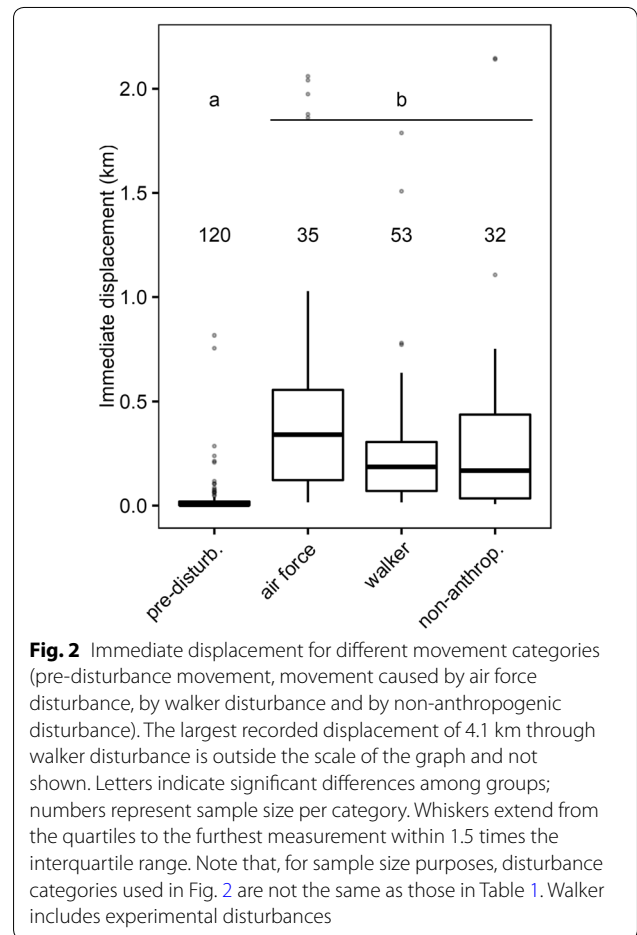 2.0
a
b
1.5
120
35
53
32
1.0
0.5
0.0
Immediate displacement (km)
pre-disturb.
air force
walker
non-anthrop.
Fig. 2 Immediate displacement for different movement categories
(pre-disturbance movement, movement caused by air force
disturbance, by walker disturbance and by non-anthropogenic
disturbance). The largest recorded displacement of 4.1 km through
walker disturbance is outside the scale of the graph and not
shown. Letters indicate significant differences among groups;
numbers represent sample size per category. Whiskers extend from
the quartiles to the furthest measurement within 1.5 times the
interquartile range. Note that, for sample size purposes, disturbance
categories used in Fig. 2 are not the same as those in Table 1. Walker
includes experimental disturbances